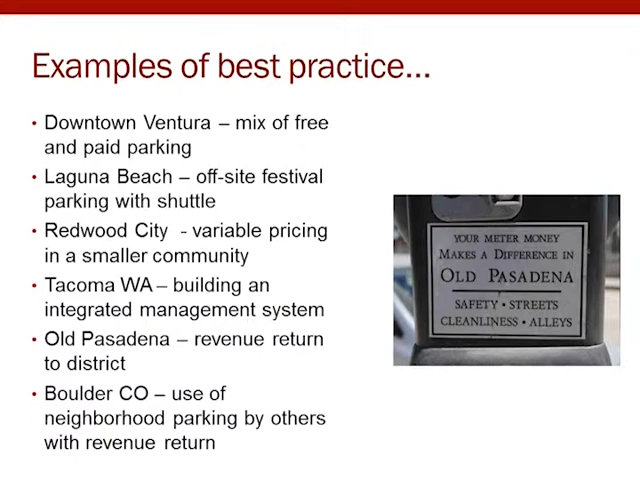 Examples of best practice...
• Downtown Ventura – mix of free
and paid parking
• Laguna Beach – off-site festival
parking with shuttle
• Redwood City - variable pricing
in a smaller community
• Tacoma WA – building an
integrated management system
• Old Pasadena – revenue return
to district
• Boulder CO – use of
neighborhood parking by others
with revenue return
YOUR METER MONEY
MAKES A DIFFERENCE IN
OLD PASADENA
SAFETY • STREETS
CLEANLINESS • ALLEYS